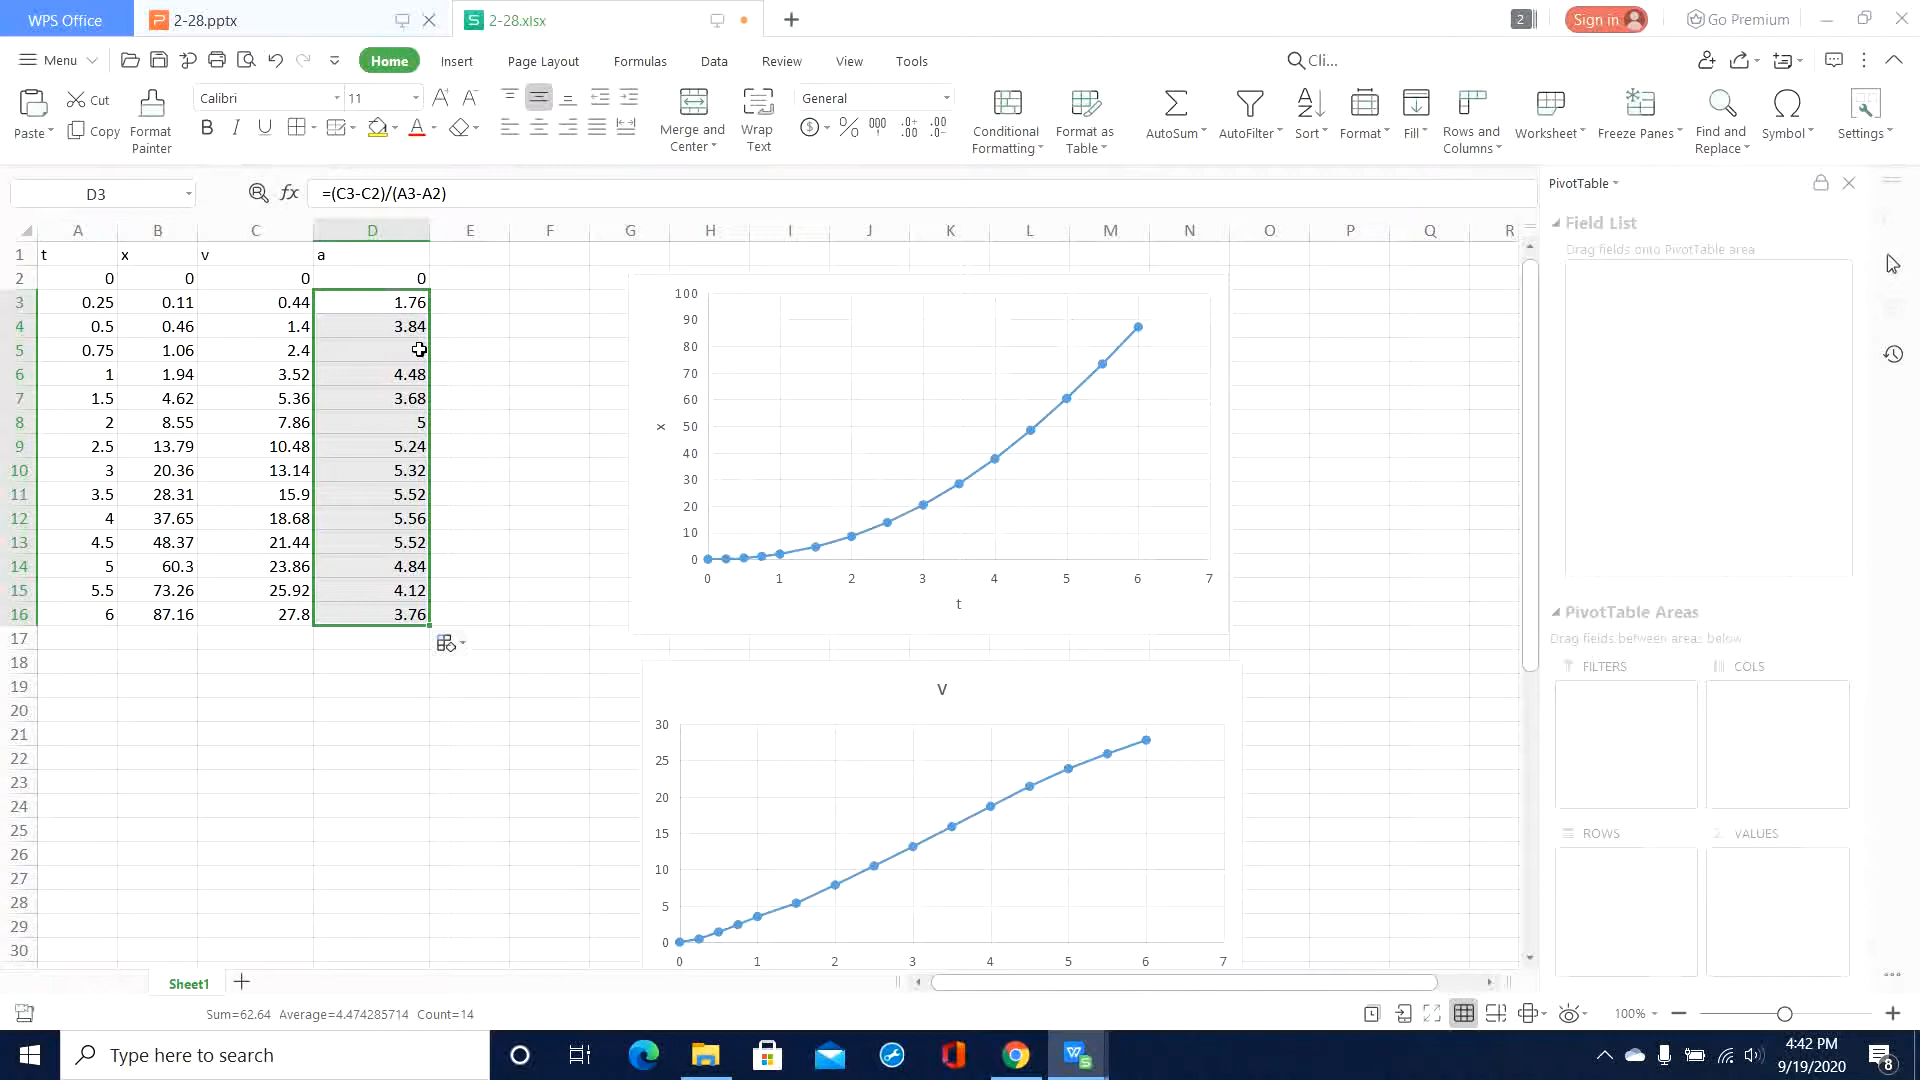 WPS Office
2-28.pptx
2-28.xlsx
2
Sign in
Go Premium
Menu
Home
Insert
Page Layout
Formulas
Data
Review
View
Tools
Cli...
Paste
Cut
Copy
Format
Painter
Calibri
11
Merge and
Center
Wrap
Text
General
Conditional
Formatting
Format as
Table
AutoSum
AutoFilter
Sort
Format
Fill
Rows and
Columns
Worksheet
Freeze Panes
Find and
Replace
Symbol
Settings
D3
=(C3-C2)/(A3-A2)
A B C D E F G H I J K L M N O P Q R
1 t x v a
2 0 0 0 0
3 0.25 0.11 0.44 1.76
4 0.5 0.46 1.4 3.84
5 0.75 1.06 2.4
6 1 1.94 3.52 4.48
7 1.5 4.62 5.36 3.68
8 2 8.55 7.86 5
9 2.5 13.79 10.48 5.24
10 3 20.36 13.14 5.32
11 3.5 28.31 15.9 5.52
12 4 37.65 18.68 5.56
13 4.5 48.37 21.44 5.52
14 5 60.3 23.86 4.84
15 5.5 73.26 25.92 4.12
16 6 87.16 27.8 3.76
17
18
19
20
21
22
23
24
25
26
27
28
29
30
100
90
80
70
60
50
40
30
20
10
0
x
0 1 2 3 4 5 6 7
t
v
30
25
20
15
10
5
0
0 1 2 3 4 5 6 7
PivotTable
Field List
Drag fields onto PivotTable area
PivotTable Areas
Drag fields between areas below
FILTERS
COLS
ROWS
VALUES
Sheet1
Sum=62.64 Average=4.474285714 Count=14
100%
Type here to search
4:42 PM
9/19/2020
8